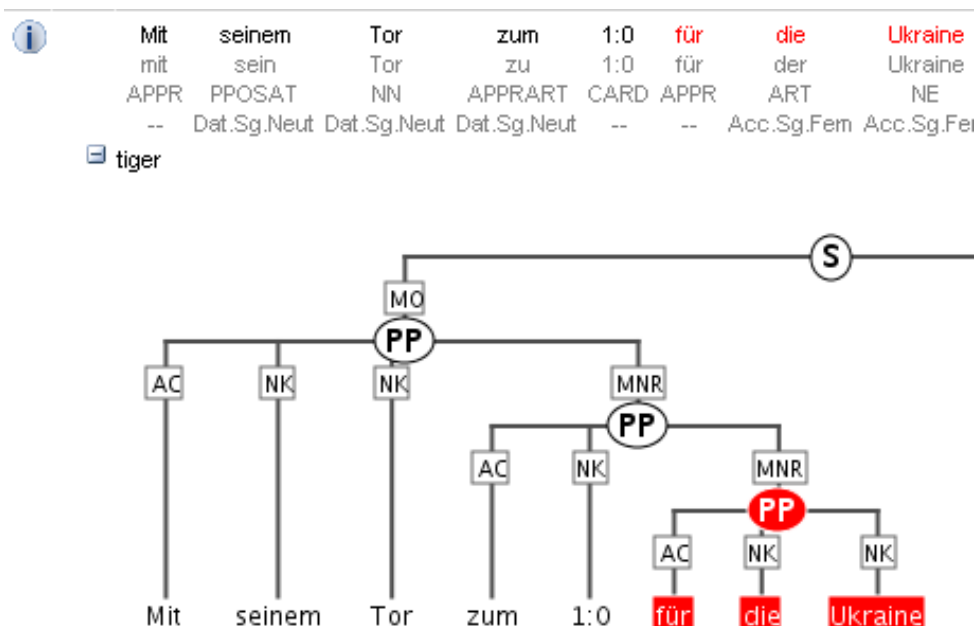 Mit seinem Tor zum 1:0 für die Ukraine
mit sein Tor zu 1:0 für der Ukraine
APPR PPOSAT NN APPRART CARD APPR ART NE
-- Dat.Sg.Neut Dat.Sg.Neut Dat.Sg.Neut -- -- Acc.Sg.Fem Acc.Sg.Fer
tiger
S
MO
PP
AC NK NK MNR
PP
AC NK MNR
PP
AC NK NK
Mit seinem Tor zum 1:0 für die Ukraine